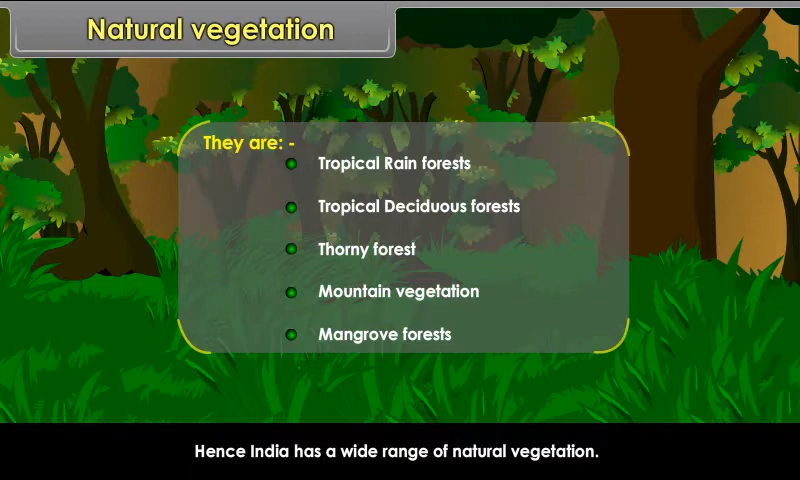 Natural vegetation
They are: -
Tropical Rain forests
Tropical Deciduous forests
Thorny forest
Mountain vegetation
Mangrove forests
Hence India has a wide range of natural vegetation.